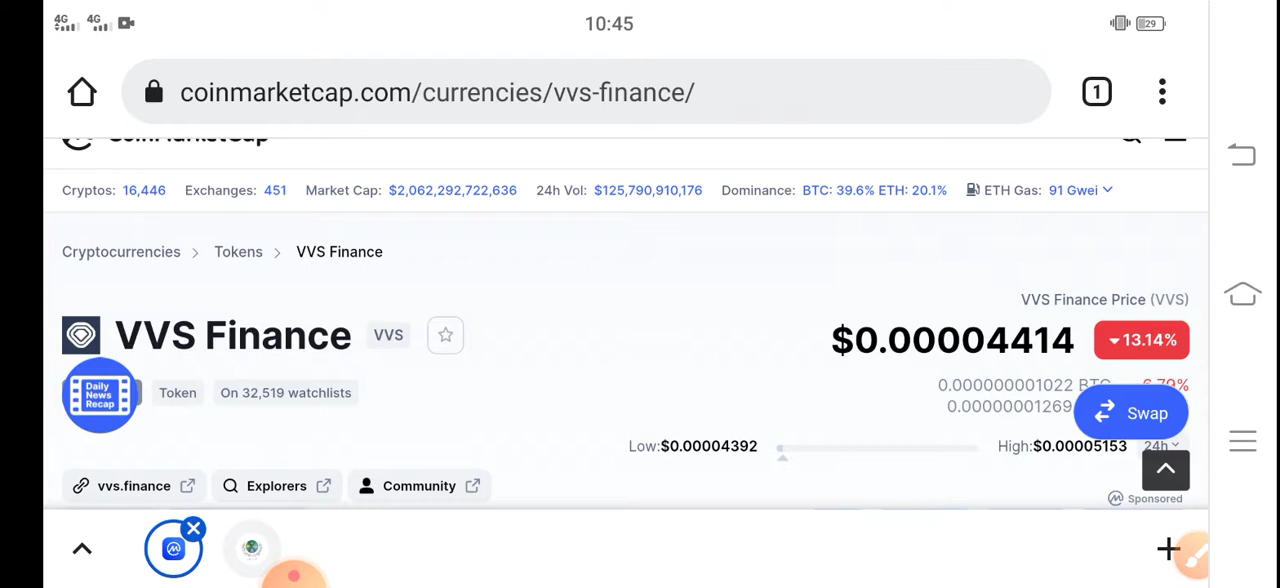 4G 4G 10:45 29
coinmarketcap.com/currencies/vvs-finance/ 1
CoinMarketCap
Cryptos: 16,446 Exchanges: 451 Market Cap: $2,062,292,722,636 24h Vol: $125,790,910,176 Dominance: BTC: 39.6% ETH: 20.1% ETH Gas: 91 Gwei
Cryptocurrencies > Tokens > VVS Finance
VVS Finance Price (VVS)
VVS Finance VVS $0.00004414 13.14%
0.000000001022 BTC 6.79%
Daily News Recap Token On 32,519 watchlists
0.00000001269 Swap
Low:$0.00004392 High:$0.00005153 24h
vvs.finance Explorers Community
Sponsored